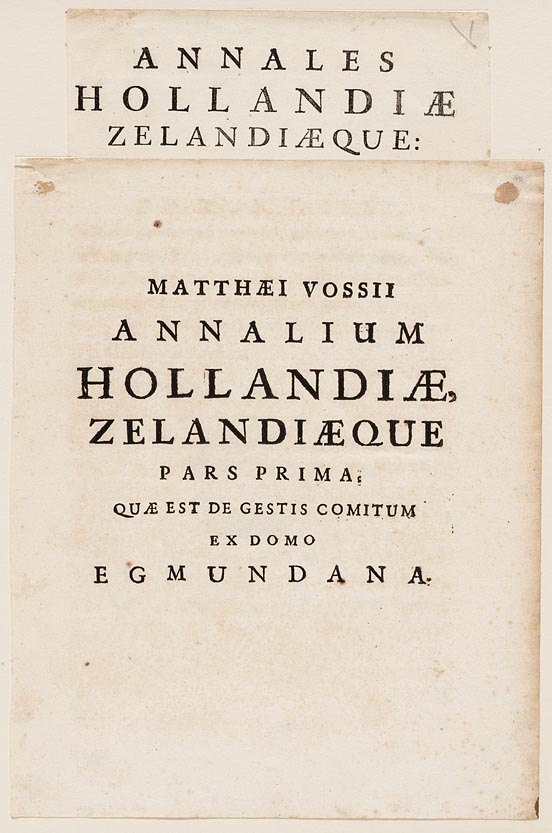 ANNALES
HOLLANDIÆ
ZELANDIÆQUE:
MATTHÆI VOSSII
ANNALIUM
HOLLANDIÆ,
ZELANDIÆQUE
PARS PRIMA;
QUÆ EST DE GESTIS COMITUM
EX DOMO
EGMUNDANA.